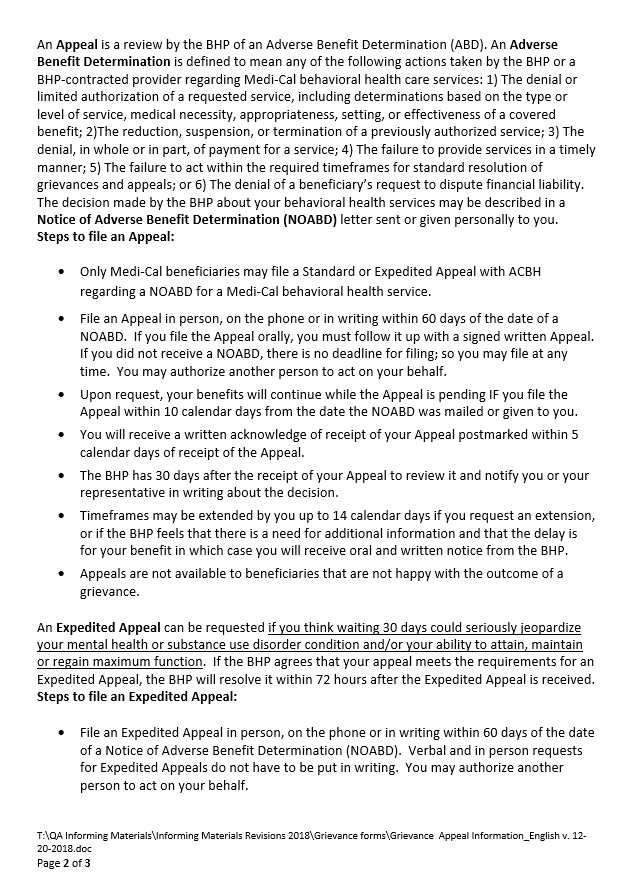 An Appeal is a review by the BHP of an Adverse Benefit Determination (ABD). An Adverse
Benefit Determination is defined to mean any of the following actions taken by the BHP or a
BHP-contracted provider regarding Medi-Cal behavioral health care services: 1) The denial or
limited authorization of a requested service, including determinations based on the type or
level of service, medical necessity, appropriateness, setting, or effectiveness of a covered
benefit; 2)The reduction, suspension, or termination of a previously authorized service; 3) The
denial, in whole or in part, of payment for a service; 4) The failure to provide services in a timely
manner; 5) The failure to act within the required timeframes for standard resolution of
grievances and appeals; or 6) The denial of a beneficiary's request to dispute financial liability.
The decision made by the BHP about your behavioral health services may be described in a
Notice of Adverse Benefit Determination (NOABD) letter sent or given personally to you.
Steps to file an Appeal:
• Only Medi-Cal beneficiaries may file a Standard or Expedited Appeal with ACBH
regarding a NOABD for a Medi-Cal behavioral health service.
• File an Appeal in person, on the phone or in writing within 60 days of the date of a
NOABD. If you file the Appeal orally, you must follow it up with a signed written Appeal.
If you did not receive a NOABD, there is no deadline for filing; so you may file at any
time. You may authorize another person to act on your behalf.
• Upon request, your benefits will continue while the Appeal is pending IF you file the
Appeal within 10 calendar days from the date the NOABD was mailed or given to you.
• You will receive a written acknowledge of receipt of your Appeal postmarked within 5
calendar days of receipt of the Appeal.
• The BHP has 30 days after the receipt of your Appeal to review it and notify you or your
representative in writing about the decision.
• Timeframes may be extended by you up to 14 calendar days if you request an extension,
or if the BHP feels that there is a need for additional information and that the delay is
for your benefit in which case you will receive oral and written notice from the BHP.
• Appeals are not available to beneficiaries that are not happy with the outcome of a
grievance.
An Expedited Appeal can be requested if you think waiting 30 days could seriously jeopardize
your mental health or substance use disorder condition and/or your ability to attain, maintain
or regain maximum function. If the BHP agrees that your appeal meets the requirements for an
Expedited Appeal, the BHP will resolve it within 72 hours after the Expedited Appeal is received.
Steps to file an Expedited Appeal:
• File an Expedited Appeal in person, on the phone or in writing within 60 days of the date
of a Notice of Adverse Benefit Determination (NOABD). Verbal and in person requests
for Expedited Appeals do not have to be put in writing. You may authorize another
person to act on your behalf.
T:\QA Informing Materials\Informing Materials Revisions 2018\Grievance forms\Grievance Appeal Information_English v. 12-
20-2018.doc
Page 2 of 3